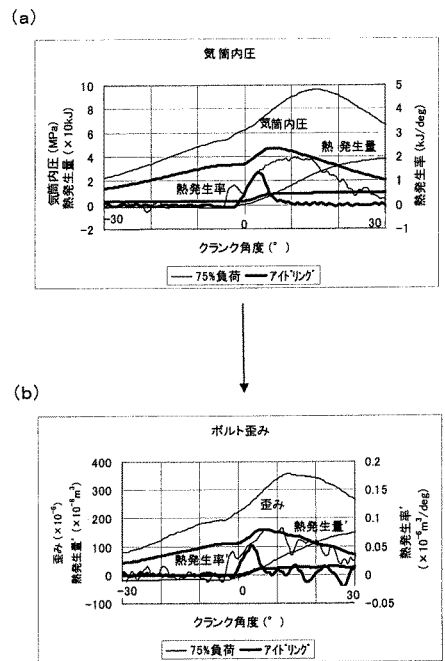 (a)
気筒内圧
気筒内圧 (MPa)
熱発生量 (×10kJ)
10
8
6
4
2
0
-2
5
4
3
2
1
0
-1
熱発生率 (kJ/deg)
気筒内圧
熱発生量
熱発生率
-30
0
30
クランク角度(°)
75%負荷 アイドリング
(b)
ボルト歪み
歪み(×10⁻⁶)
熱発生量' (×10⁻⁸m³)
400
300
200
100
0
-100
0.2
0.15
0.1
0.05
0
-0.05
熱発生率'
(×10⁻⁶m³/deg)
歪み
熱発生量'
熱発生率'
-30
0
30
クランク角度(°)
75%負荷 アイドリング